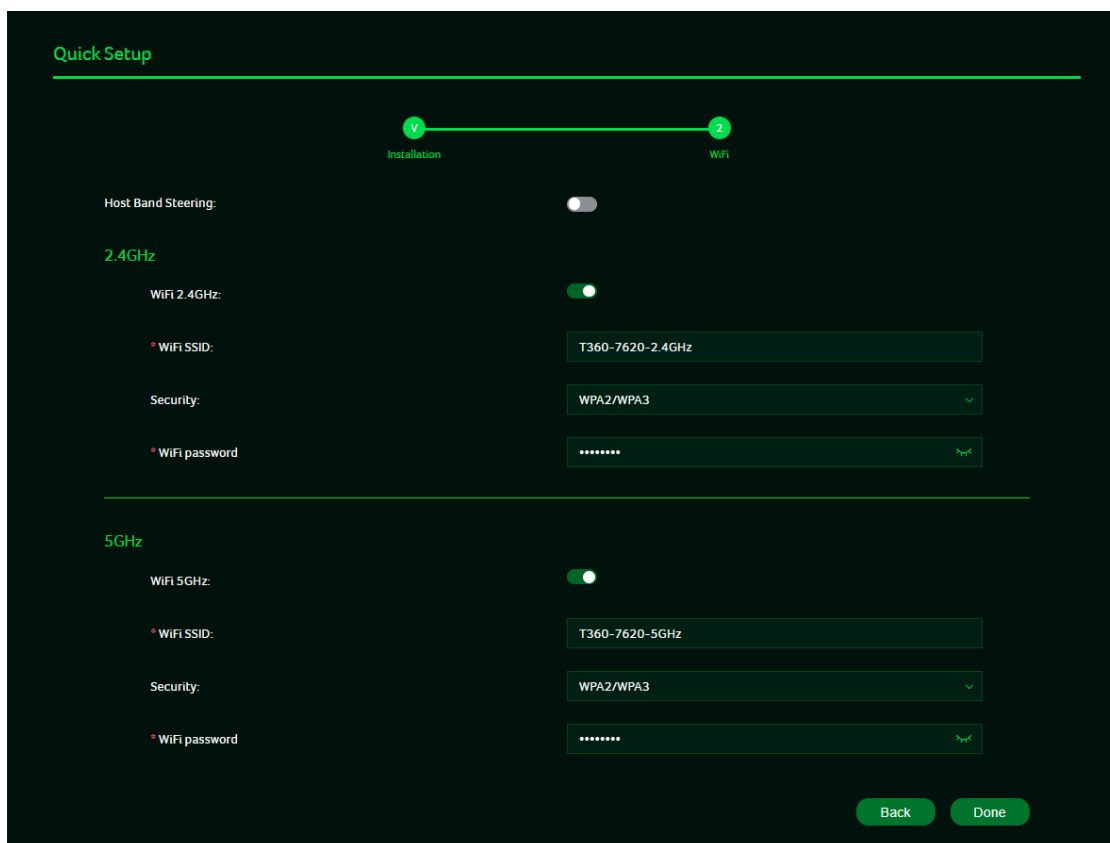 Quick Setup
V 2
Installation WiFi
Host Band Steering:
2.4GHz
WiFi 2.4GHz:
* WiFi SSID: T360-7620-2.4GHz
Security: WPA2/WPA3
* WiFi password ••••••••
5GHz
WiFi 5GHz:
* WiFi SSID: T360-7620-5GHz
Security: WPA2/WPA3
* WiFi password ••••••••
Back Done